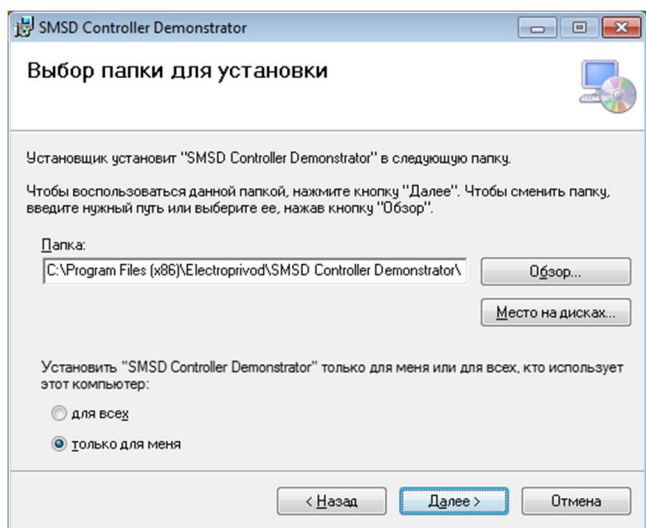 SMSD Controller Demonstrator
Выбор папки для установки
Установщик установит "SMSD Controller Demonstrator" в следующую папку.
Чтобы воспользоваться данной папкой, нажмите кнопку "Далее". Чтобы сменить папку,
введите нужный путь или выберите ее, нажав кнопку "Обзор".
Папка:
C:\Program Files (x86)\Electroprivod\SMSD Controller Demonstrator\
Обзор...
Место на дисках...
Установить "SMSD Controller Demonstrator" только для меня или для всех, кто использует
этот компьютер:
для всех
только для меня
< Назад
Далее >
Отмена